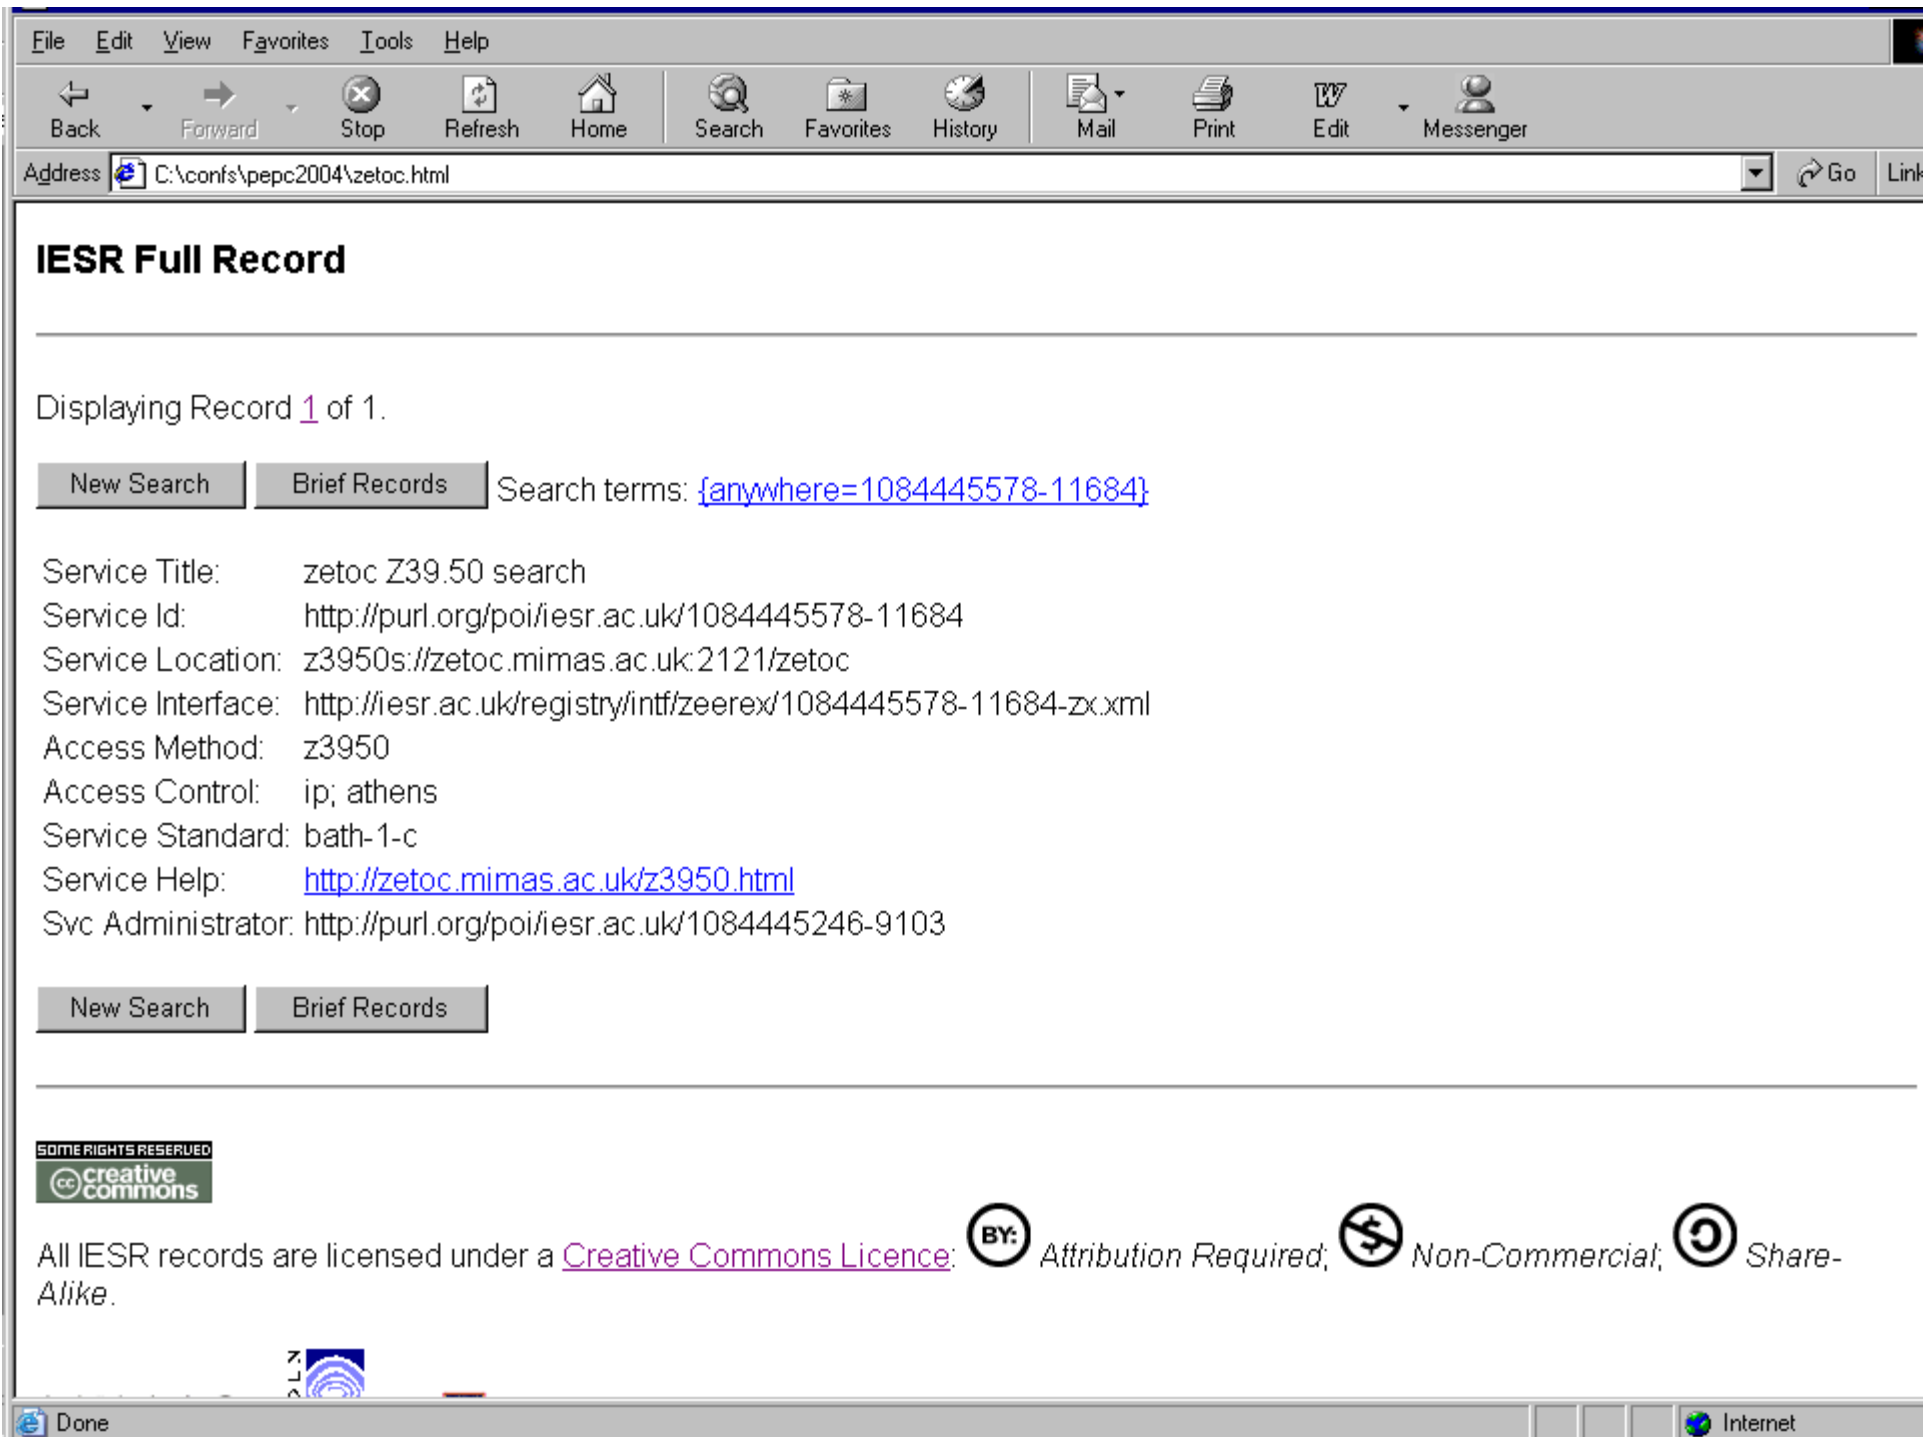 File Edit View Favorites Tools Help
Back Forward Stop Refresh Home Search Favorites History Mail Print Edit Messenger
Address C:\confs\pepc2004\zetoc.html Go Link
IESR Full Record
Displaying Record 1 of 1.
New Search Brief Records Search terms: {anywhere=1084445578-11684}
Service Title: zetoc Z39.50 search
Service Id: http://purl.org/poi/iesr.ac.uk/1084445578-11684
Service Location: z3950s://zetoc.mimas.ac.uk:2121/zetoc
Service Interface: http://iesr.ac.uk/registry/intf/zeerex/1084445578-11684-zx.xml
Access Method: z3950
Access Control: ip; athens
Service Standard: bath-1-c
Service Help: http://zetoc.mimas.ac.uk/z3950.html
Svc Administrator: http://purl.org/poi/iesr.ac.uk/1084445246-9103
New Search Brief Records
SOME RIGHTS RESERVED
cc creative commons
All IESR records are licensed under a Creative Commons Licence: BY: Attribution Required; $ Non-Commercial; Share-
Alike.
Done Internet